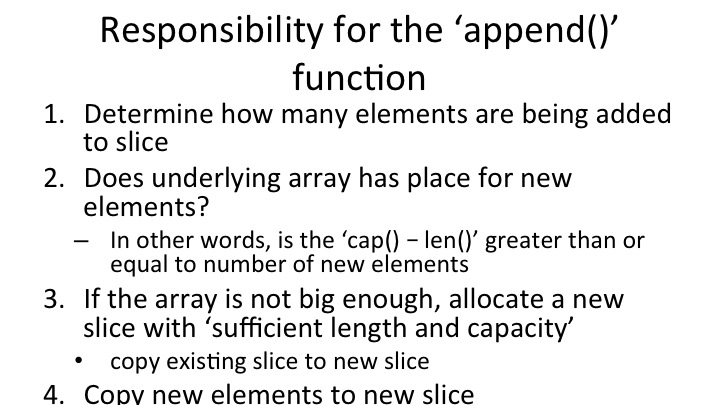 Responsibility for the ‘append()’
function
1. Determine how many elements are being added
to slice
2. Does underlying array has place for new
elements?
– In other words, is the ‘cap() – len()’ greater than or
equal to number of new elements
3. If the array is not big enough, allocate a new
slice with ‘sufficient length and capacity’
• copy existing slice to new slice
4. Copy new elements to new slice